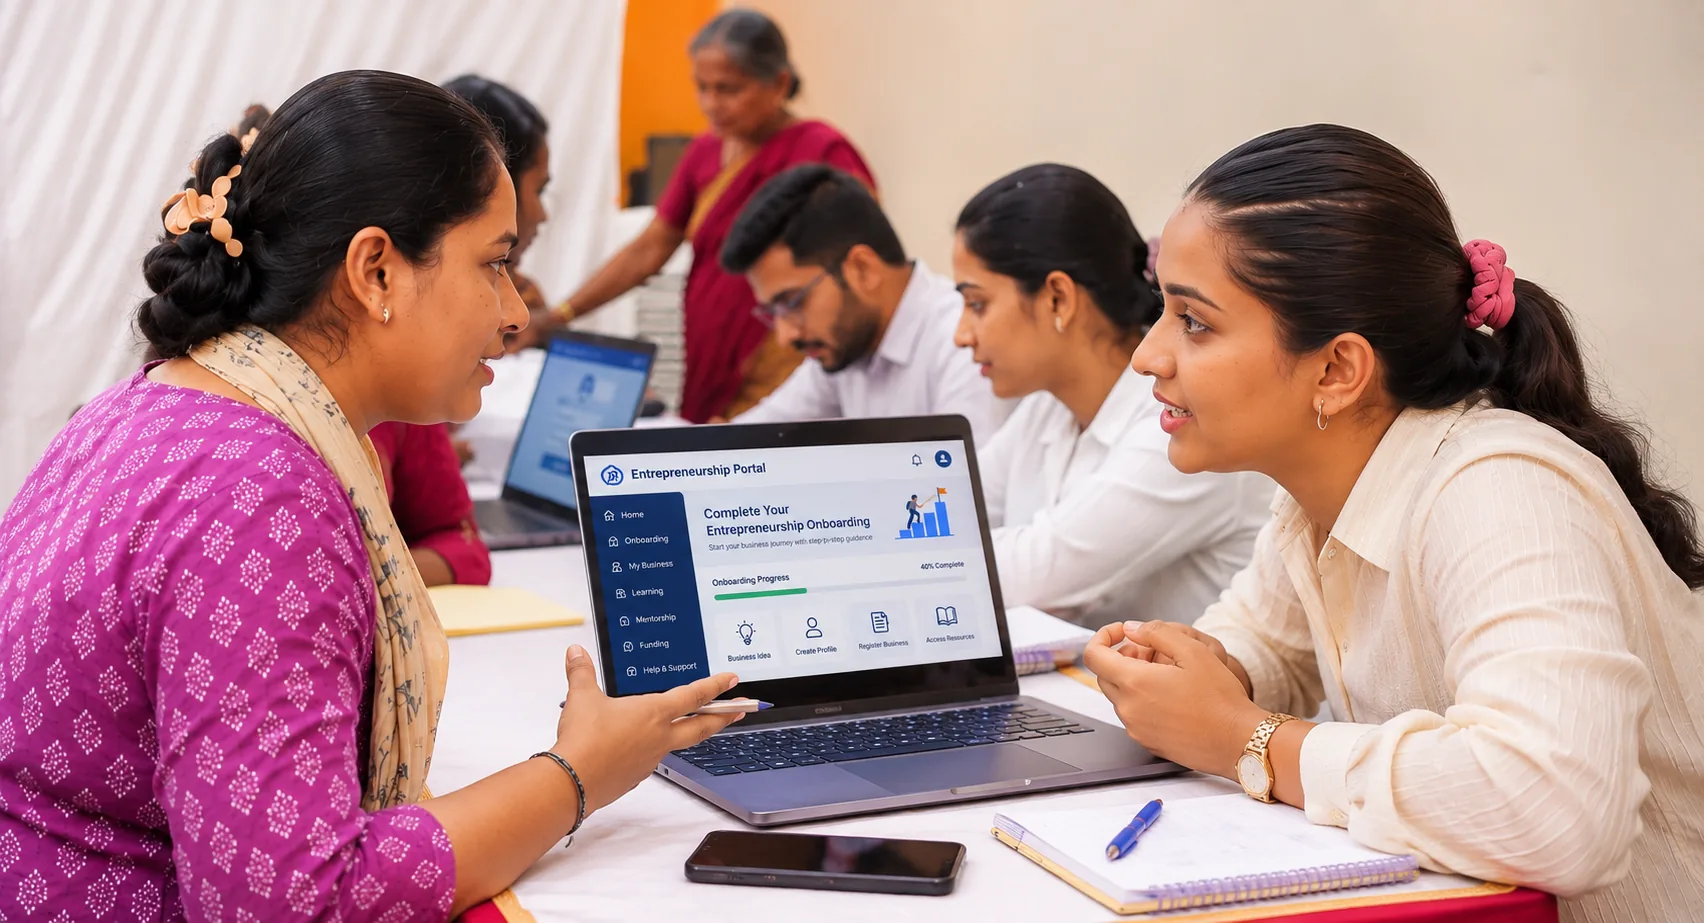 Entrepreneurship Portal
Home
Onboarding
My Business
Learning
Mentorship
Funding
Help & Support
Complete Your
Entrepreneurship Onboarding
Start your business journey with step-by-step guidance
Onboarding Progress
40% Complete
Business Idea
Create Profile
Register Business
Access Resources